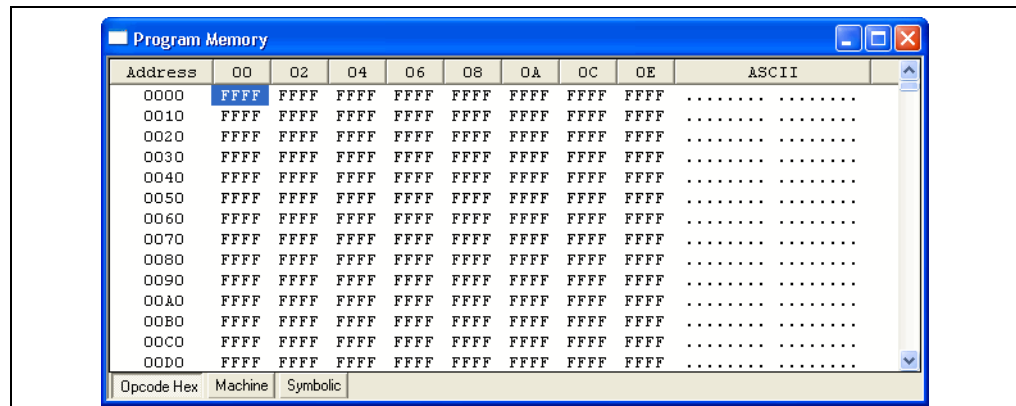 Program Memory
Address 00 02 04 06 08 0A 0C 0E ASCII
0000 FFFF FFFF FFFF FFFF FFFF FFFF FFFF FFFF ........ ........
0010 FFFF FFFF FFFF FFFF FFFF FFFF FFFF FFFF ........ ........
0020 FFFF FFFF FFFF FFFF FFFF FFFF FFFF FFFF ........ ........
0030 FFFF FFFF FFFF FFFF FFFF FFFF FFFF FFFF ........ ........
0040 FFFF FFFF FFFF FFFF FFFF FFFF FFFF FFFF ........ ........
0050 FFFF FFFF FFFF FFFF FFFF FFFF FFFF FFFF ........ ........
0060 FFFF FFFF FFFF FFFF FFFF FFFF FFFF FFFF ........ ........
0070 FFFF FFFF FFFF FFFF FFFF FFFF FFFF FFFF ........ ........
0080 FFFF FFFF FFFF FFFF FFFF FFFF FFFF FFFF ........ ........
0090 FFFF FFFF FFFF FFFF FFFF FFFF FFFF FFFF ........ ........
00A0 FFFF FFFF FFFF FFFF FFFF FFFF FFFF FFFF ........ ........
00B0 FFFF FFFF FFFF FFFF FFFF FFFF FFFF FFFF ........ ........
00C0 FFFF FFFF FFFF FFFF FFFF FFFF FFFF FFFF ........ ........
00D0 FFFF FFFF FFFF FFFF FFFF FFFF FFFF FFFF ........ ........
Opcode Hex Machine Symbolic